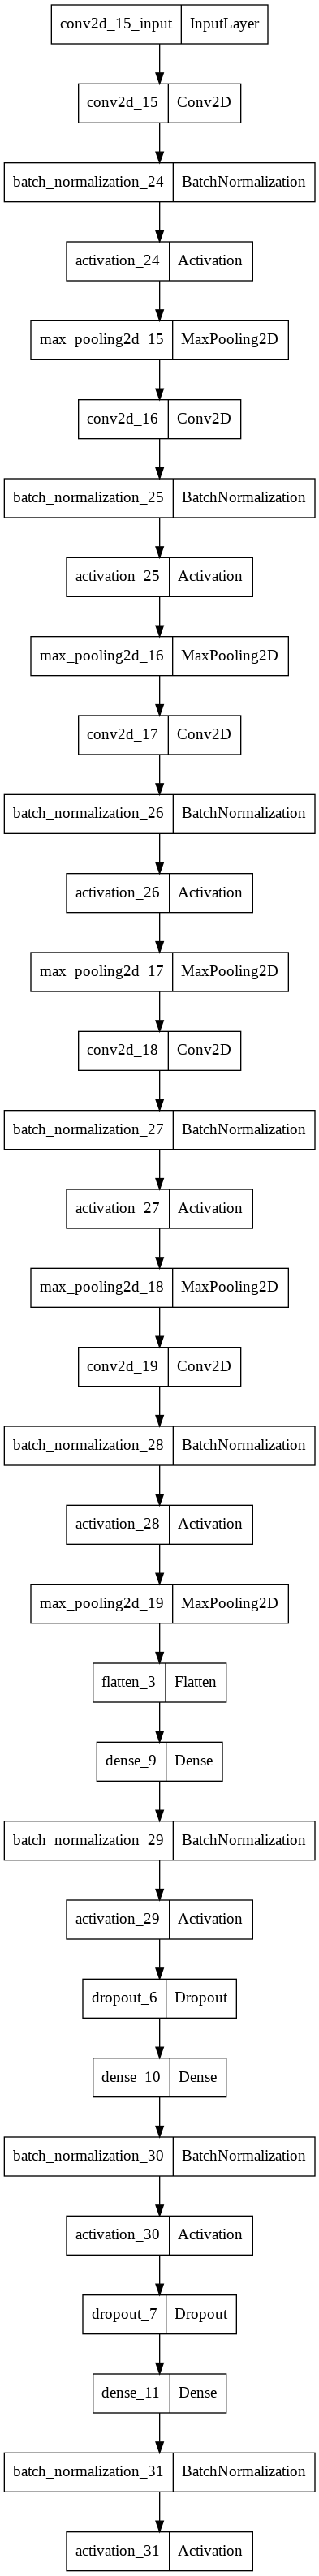 conv2d_15_input InputLayer
conv2d_15 Conv2D
batch_normalization_24 BatchNormalization
activation_24 Activation
max_pooling2d_15 MaxPooling2D
conv2d_16 Conv2D
batch_normalization_25 BatchNormalization
activation_25 Activation
max_pooling2d_16 MaxPooling2D
conv2d_17 Conv2D
batch_normalization_26 BatchNormalization
activation_26 Activation
max_pooling2d_17 MaxPooling2D
conv2d_18 Conv2D
batch_normalization_27 BatchNormalization
activation_27 Activation
max_pooling2d_18 MaxPooling2D
conv2d_19 Conv2D
batch_normalization_28 BatchNormalization
activation_28 Activation
max_pooling2d_19 MaxPooling2D
flatten_3 Flatten
dense_9 Dense
batch_normalization_29 BatchNormalization
activation_29 Activation
dropout_6 Dropout
dense_10 Dense
batch_normalization_30 BatchNormalization
activation_30 Activation
dropout_7 Dropout
dense_11 Dense
batch_normalization_31 BatchNormalization
activation_31 Activation